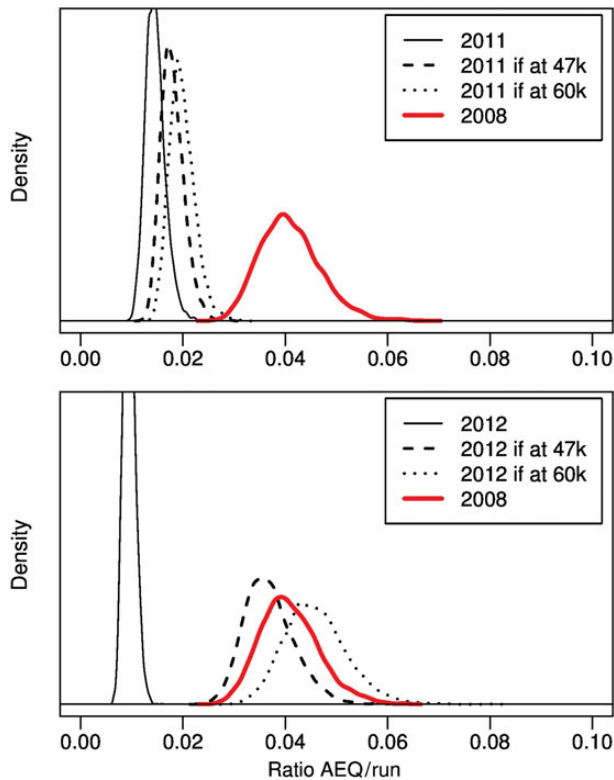 Density
2011
2011 if at 47k
2011 if at 60k
2008
0.00 0.02 0.04 0.06 0.08 0.10
Density
2012
2012 if at 47k
2012 if at 60k
2008
0.00 0.02 0.04 0.06 0.08 0.10
Ratio AEQ/run